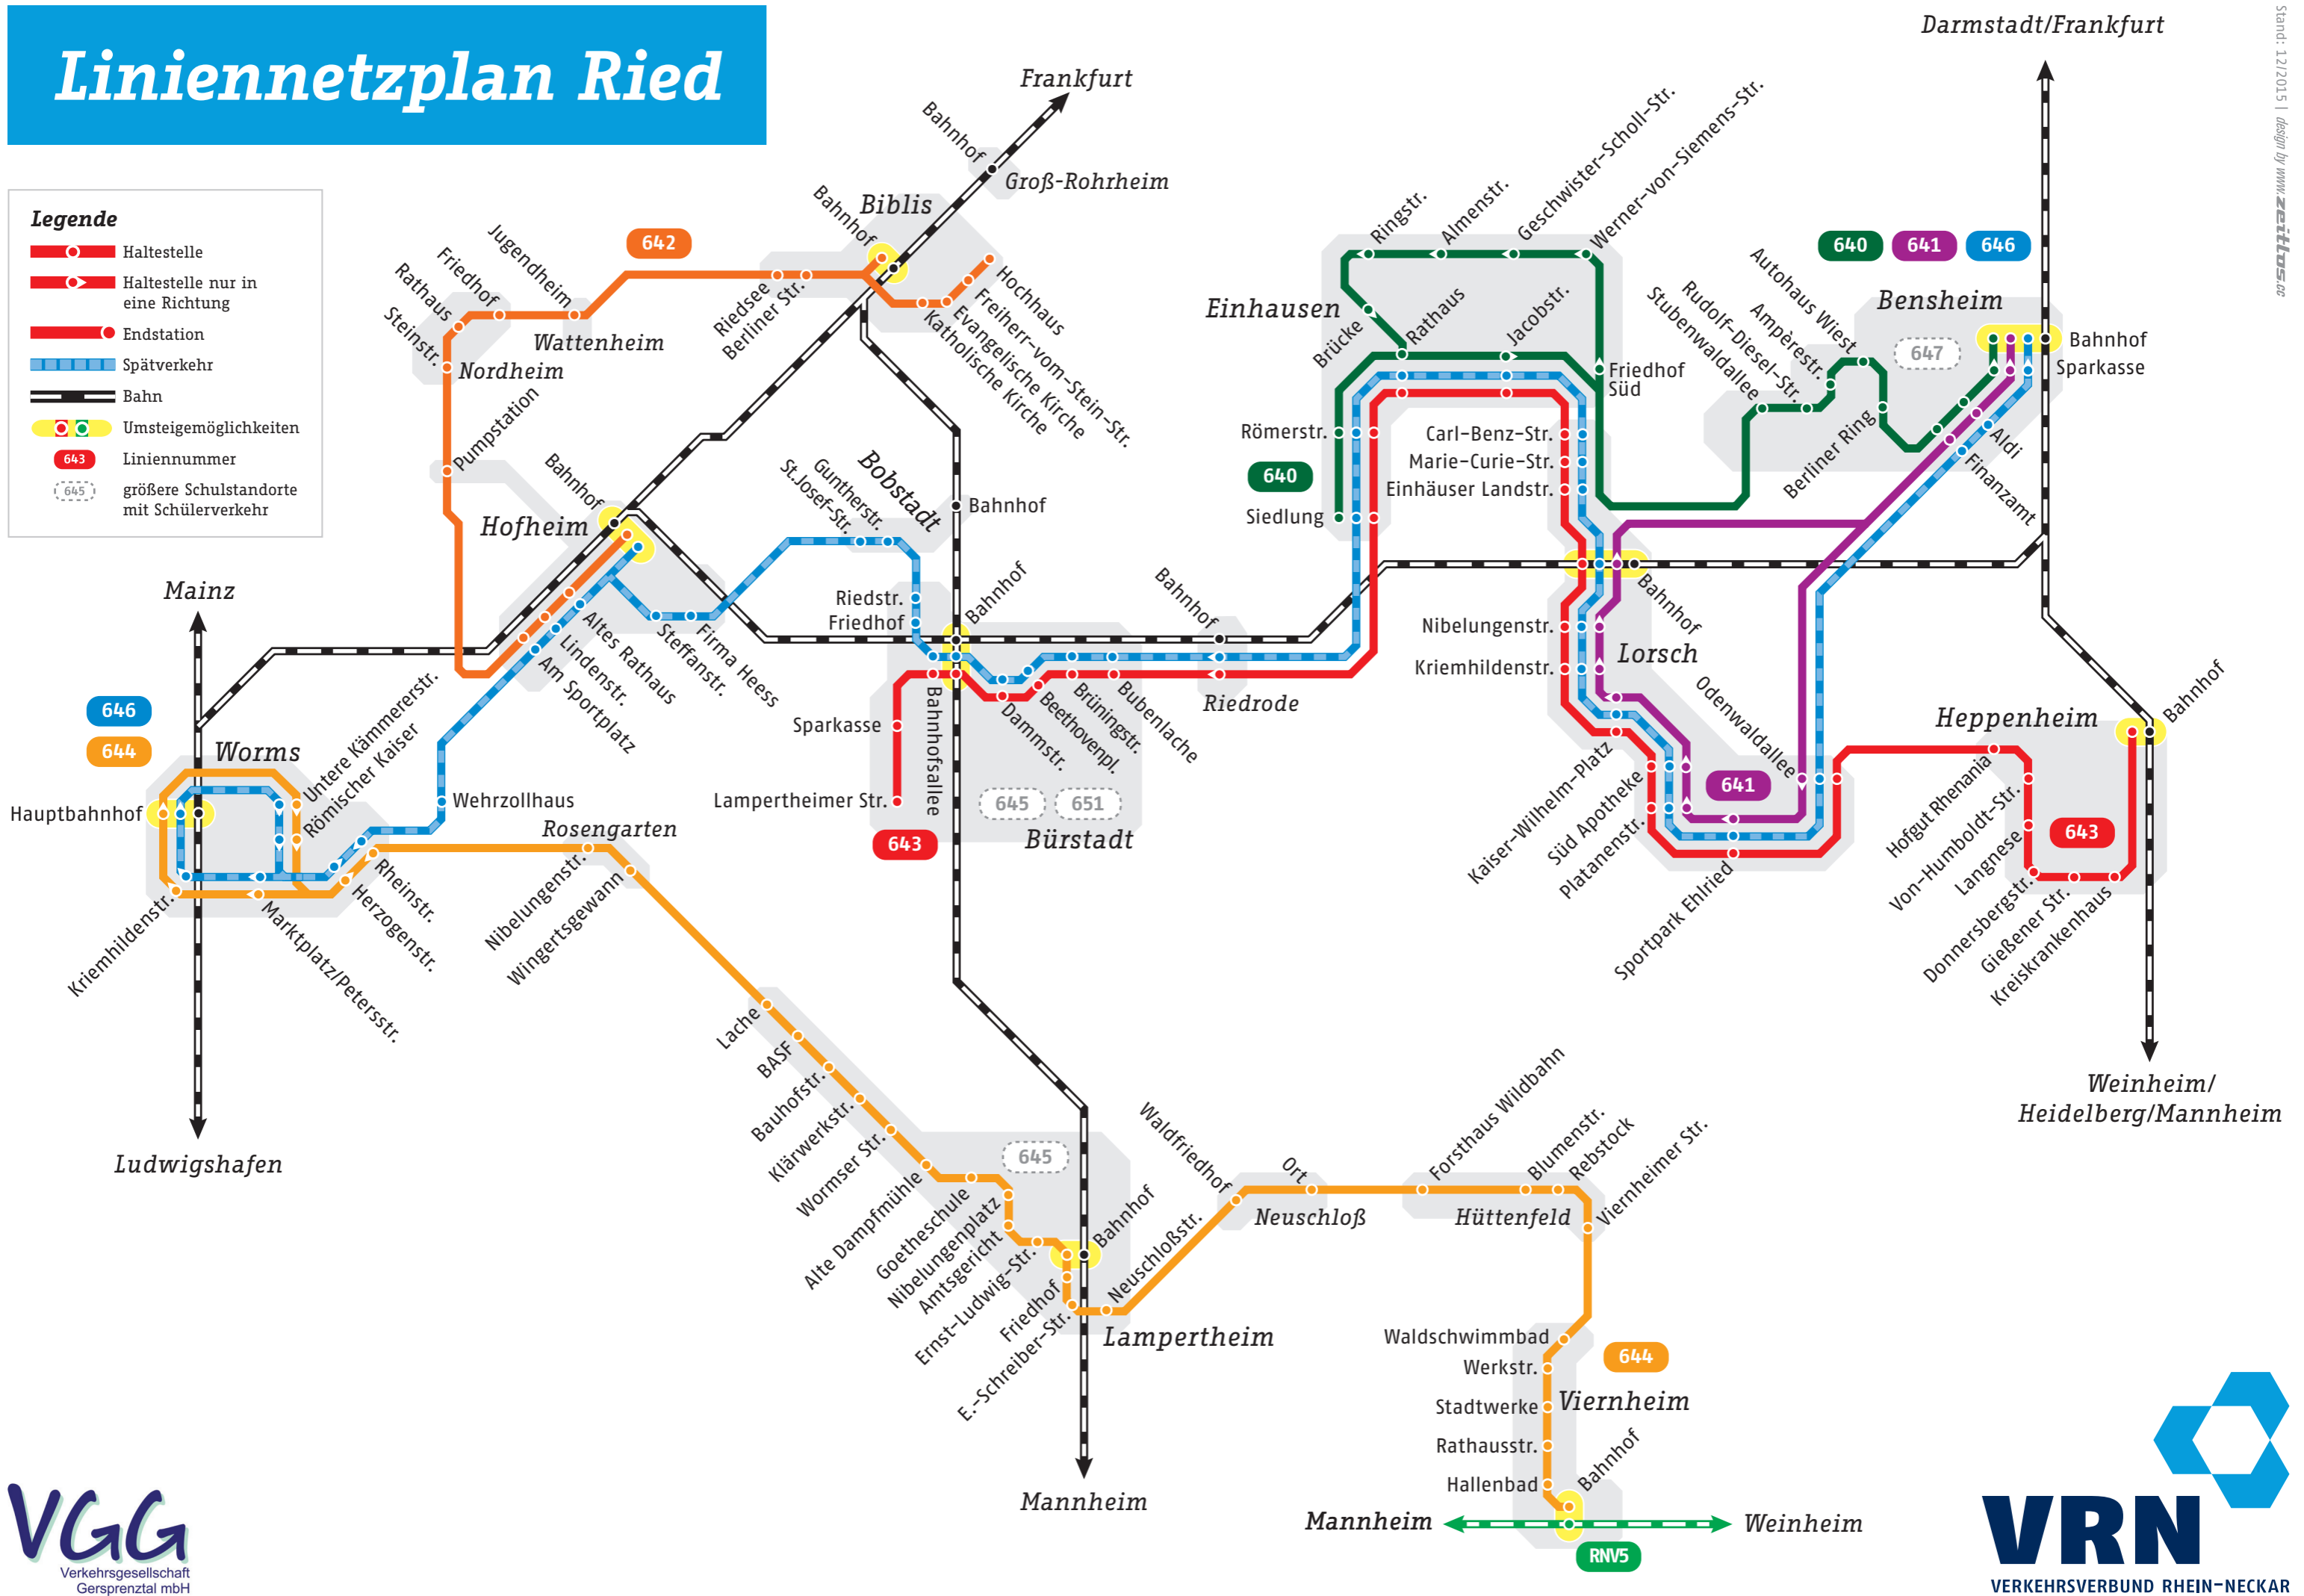 Liniennetzplan Ried
Stand: 12/2015 | design by www.zeitlos.cc
Legende
Haltestelle
Haltestelle nur in
eine Richtung
Endstation
Spätverkehr
Bahn
Umsteigemöglichkeiten
643
Liniennummer
645
größere Schulstandorte
mit Schülerverkehr
Darmstadt/Frankfurt
Frankfurt
Bahnhof
Groß-Rohrheim
Biblis
Bahnhof
642
Jugendheim
Friedhof
Rathaus
Steinstr.
Nordheim
Wattenheim
Riedsee
Berliner Str.
Hochhaus
Freiherr-vom-Stein-Str.
Evangelische Kirche
Katholische Kirche
Pumpstation
Bahnhof
Hofheim
St.Josef-Str.
Guntherstr.
Bobstadt
Bahnhof
Altes Rathaus
Lindenstr.
Am Sportplatz
Steffanstr.
Firma Heess
Riedstr.
Friedhof
Bahnhof
Bahnhof
Riedrode
Sparkasse
Bahnhofsallee
Lampertheimer Str.
Dammstr.
Beethovenpl.
Brüningstr.
Bubenlache
645
651
Bürstadt
643
Ringstr.
Almenstr.
Geschwister-Scholl-Str.
Werner-von-Siemens-Str.
Einhausen
Brücke
Rathaus
Jacobstr.
Friedhof
Süd
Römerstr.
640
Siedlung
Carl-Benz-Str.
Marie-Curie-Str.
Einhäuser Landstr.
640
641
646
Bensheim
Autohaus Wiest
Ampèrestr.
Rudolf-Diesel-Str.
Stubenwaldallee
647
Bahnhof
Sparkasse
Berliner Ring
Aldi
Finanzamt
Bahnhof
Nibelungenstr.
Lorsch
Kriemhildenstr.
Odenwaldallee
Kaiser-Wilhelm-Platz
Süd Apotheke
Platanenstr.
641
Sportpark Ehlried
Heppenheim
Bahnhof
Hofgut Rhenania
Von-Humboldt-Str.
Langnese
643
Donnersbergstr.
Gießener Str.
Kreiskrankenhaus
Weinheim/
Heidelberg/Mannheim
Mainz
646
644
Worms
Untere Kämmererstr.
Römischer Kaiser
Hauptbahnhof
Wehrzollhaus
Rosengarten
Kriemhildenstr.
Marktplatz/Petersstr.
Herzogenstr.
Rheinstr.
Nibelungenstr.
Wingertsgewann
Ludwigshafen
Lache
BASF
Bauhofstr.
Klärwerkstr.
Wormser Str.
Alte Dampfmühle
645
Goetheschule
Nibelungenplatz
Amtsgericht
Ernst-Ludwig-Str.
Bahnhof
Friedhof
E.-Schreiber-Str.
Neuschloßstr.
Lampertheim
Mannheim
Waldfriedhof
Ort
Neuschloß
Forsthaus Wildbahn
Blumenstr.
Rebstock
Viernheimer Str.
Hüttenfeld
Waldschwimmbad
644
Werkstr.
Stadtwerke
Viernheim
Rathausstr.
Hallenbad
Bahnhof
Mannheim
Weinheim
RNV5
VGG
Verkehrsgesellschaft
Gersprenztal mbH
VRN
VERKEHRSVERBUND RHEIN-NECKAR